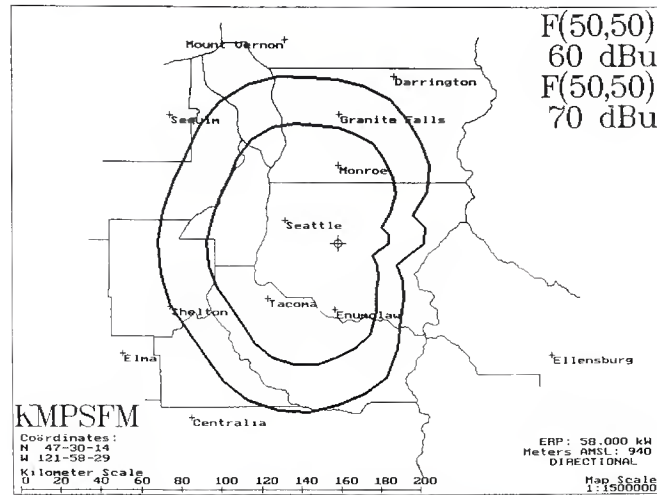 F(50,50)
60 dBu
F(50,50)
70 dBu
Mount Vernon
Darrington
Sequim
Granite Falls
Monroe
Seattle
Shelton
Tacoma
Enumclaw
Elma
Ellensburg
KMPSFM
Centralia
Coordinates:
N 47-30-14
W 121-58-29
Kilometer Scale
0 20 40 60 80 100 120 140 160 180 200
ERP: 58.000 kW
Meters AMSL: 940
DIRECTIONAL
Map Scale
1:1500000